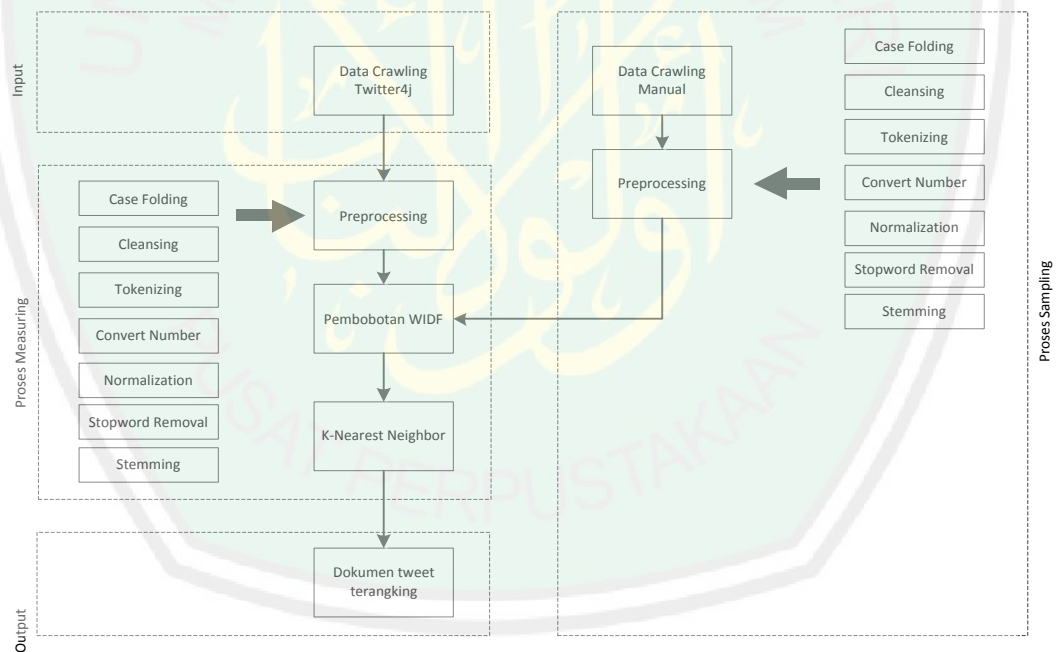 Input
Data Crawling
Twitter4j
Proses Measuring
Case Folding
Cleansing
Tokenizing
Convert Number
Normalization
Stopword Removal
Stemming
Preprocessing
Pembobotan WIDF
K-Nearest Neighbor
Output
Dokumen tweet
terangking
Data Crawling
Manual
Preprocessing
Case Folding
Cleansing
Tokenizing
Convert Number
Normalization
Stopword Removal
Stemming
Proses Sampling
PUSAT PERPUSTAKAAN